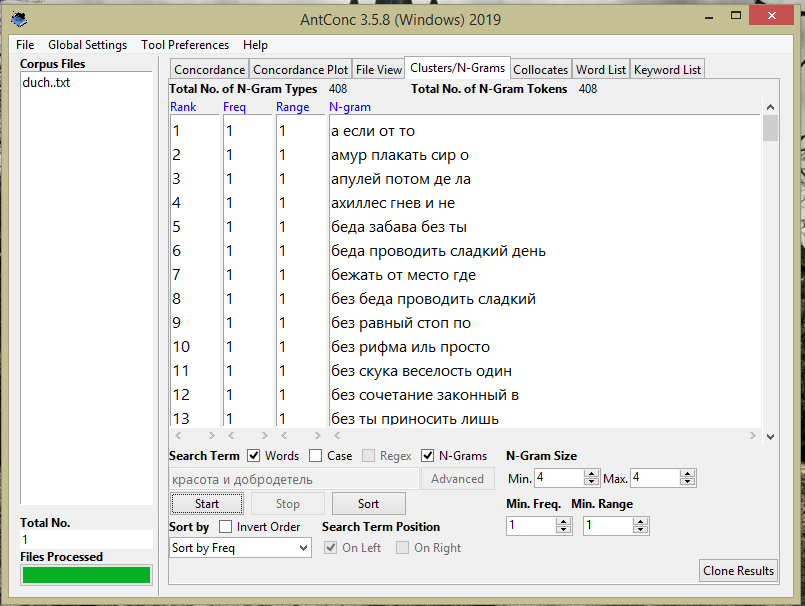 AntConc 3.5.8 (Windows) 2019
File Global Settings Tool Preferences Help
Corpus Files
duch..txt
Concordance Concordance Plot File View Clusters/N-Grams Collocates Word List Keyword List
Total No. of N-Gram Types 408 Total No. of N-Gram Tokens 408
Rank Freq Range N-gram
1 1 1 а если от то
2 1 1 амур плакать сир о
3 1 1 апулей потом де ла
4 1 1 ахиллес гнев и не
5 1 1 беда забава без ты
6 1 1 беда проводить сладкий день
7 1 1 бежать от место где
8 1 1 без беда проводить сладкий
9 1 1 без равный стоп по
10 1 1 без рифма иль просто
11 1 1 без скука веселость один
12 1 1 без сочетание законный в
13 1 1 без ты приносить лишь
Search Term Words Case Regex N-Grams N-Gram Size
красота и добродетель Advanced Min. 4 Max. 4
Start Stop Sort Min. Freq. Min. Range
Total No. Sort by Invert Order Search Term Position 1 1
1
Files Processed Sort by Freq On Left On Right
Clone Results